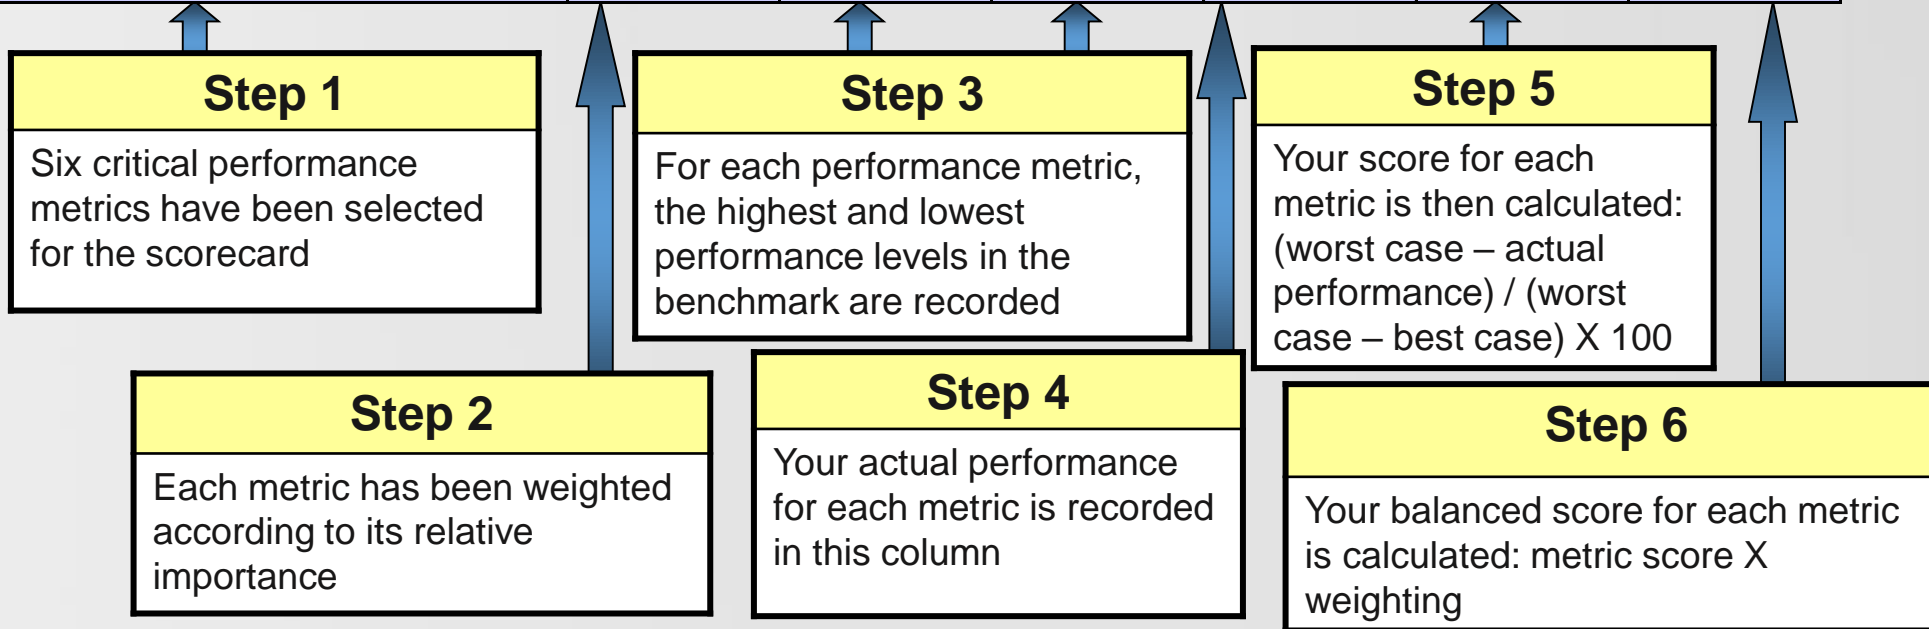 Step 1
Six critical performance
metrics have been selected
for the scorecard
Step 2
Each metric has been weighted
according to its relative
importance
Step 3
For each performance metric,
the highest and lowest
performance levels in the
benchmark are recorded
Step 4
Your actual performance
for each metric is recorded
in this column
Step 5
Your score for each
metric is then calculated:
(worst case – actual
performance) / (worst
case – best case) X 100
Step 6
Your balanced score for each metric
is calculated: metric score X
weighting